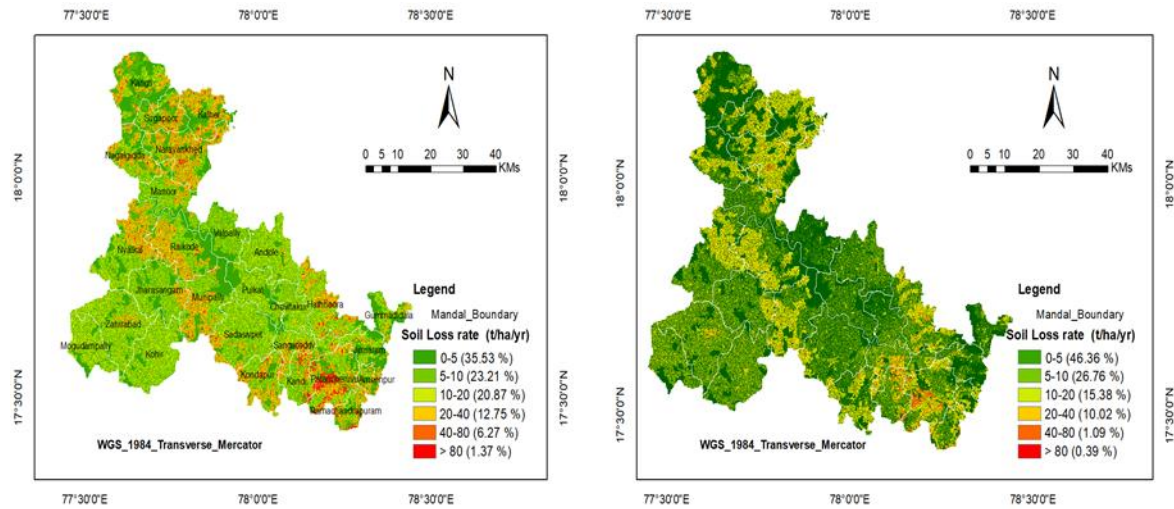 77°30'0"E 78°0'0"E 78°30'0"E
N
0 5 10 20 30 40
KMs
18°0'0"N
17°30'0"N
Kangti
Sirgapoor
Kalher
Nagalgidda
Narayankhed
Manoor
Nyalkal
Raikode
Vatpally
Andole
Jharasangam
Munipally
Pulkal
Chowtakur
Hathnoora
Gummadidala
Zahirabad
Sadasivpet
Sangareddy
Jinnaram
Mogudampally
Kohir
Kondapur
Kandi
Patancheruvu
Ameenpur
Ramachandrapuram
Legend
Mandal_Boundary
Soil Loss rate (t/ha/yr)
0-5 (35.53 %)
5-10 (23.21 %)
10-20 (20.87 %)
20-40 (12.75 %)
40-80 (6.27 %)
> 80 (1.37 %)
WGS_1984_Transverse_Mercator
18°0'0"N
17°30'0"N
77°30'0"E 78°0'0"E 78°30'0"E
77°30'0"E 78°0'0"E 78°30'0"E
N
0 5 10 20 30 40
KMs
18°0'0"N
17°30'0"N
Legend
Mandal_Boundary
Soil Loss rate (t/ha/yr)
0-5 (46.36 %)
5-10 (26.76 %)
10-20 (15.38 %)
20-40 (10.02 %)
40-80 (1.09 %)
> 80 (0.39 %)
WGS_1984_Transverse_Mercator
18°0'0"N
17°30'0"N
77°30'0"E 78°0'0"E 78°30'0"E